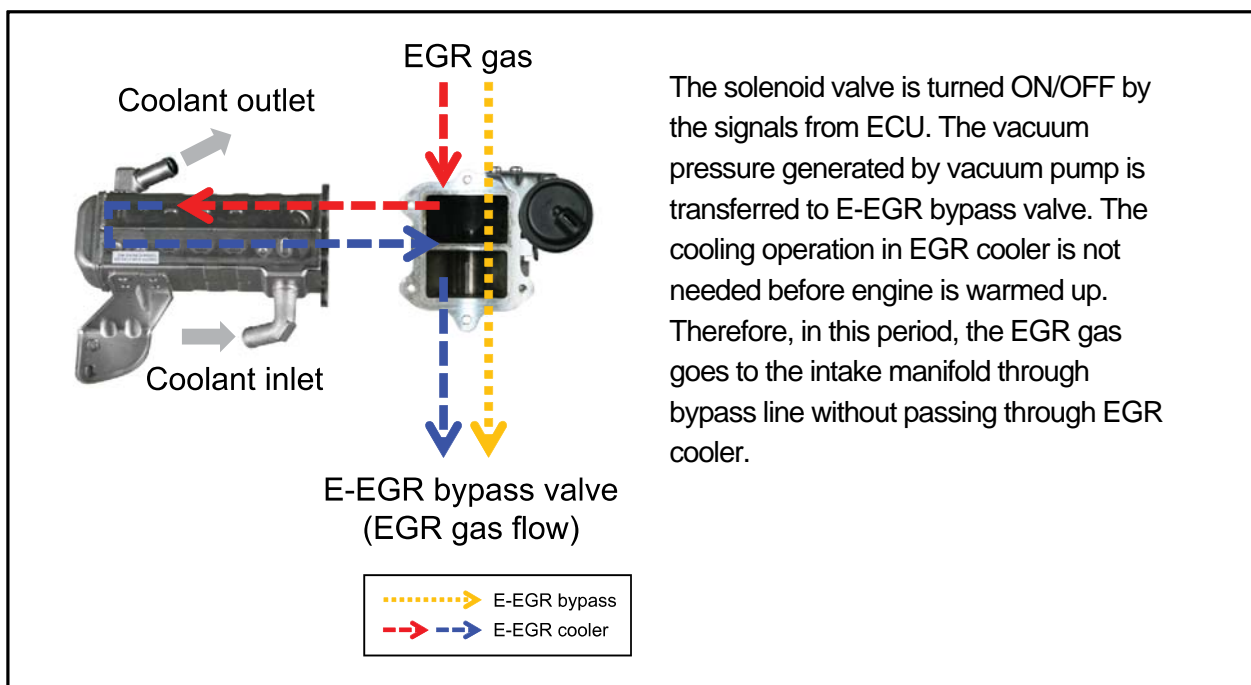 EGR gas
Coolant outlet
Coolant inlet
E-EGR bypass valve
(EGR gas flow)
E-EGR bypass
E-EGR cooler
The solenoid valve is turned ON/OFF by
the signals from ECU. The vacuum
pressure generated by vacuum pump is
transferred to E-EGR bypass valve. The
cooling operation in EGR cooler is not
needed before engine is warmed up.
Therefore, in this period, the EGR gas
goes to the intake manifold through
bypass line without passing through EGR
cooler.